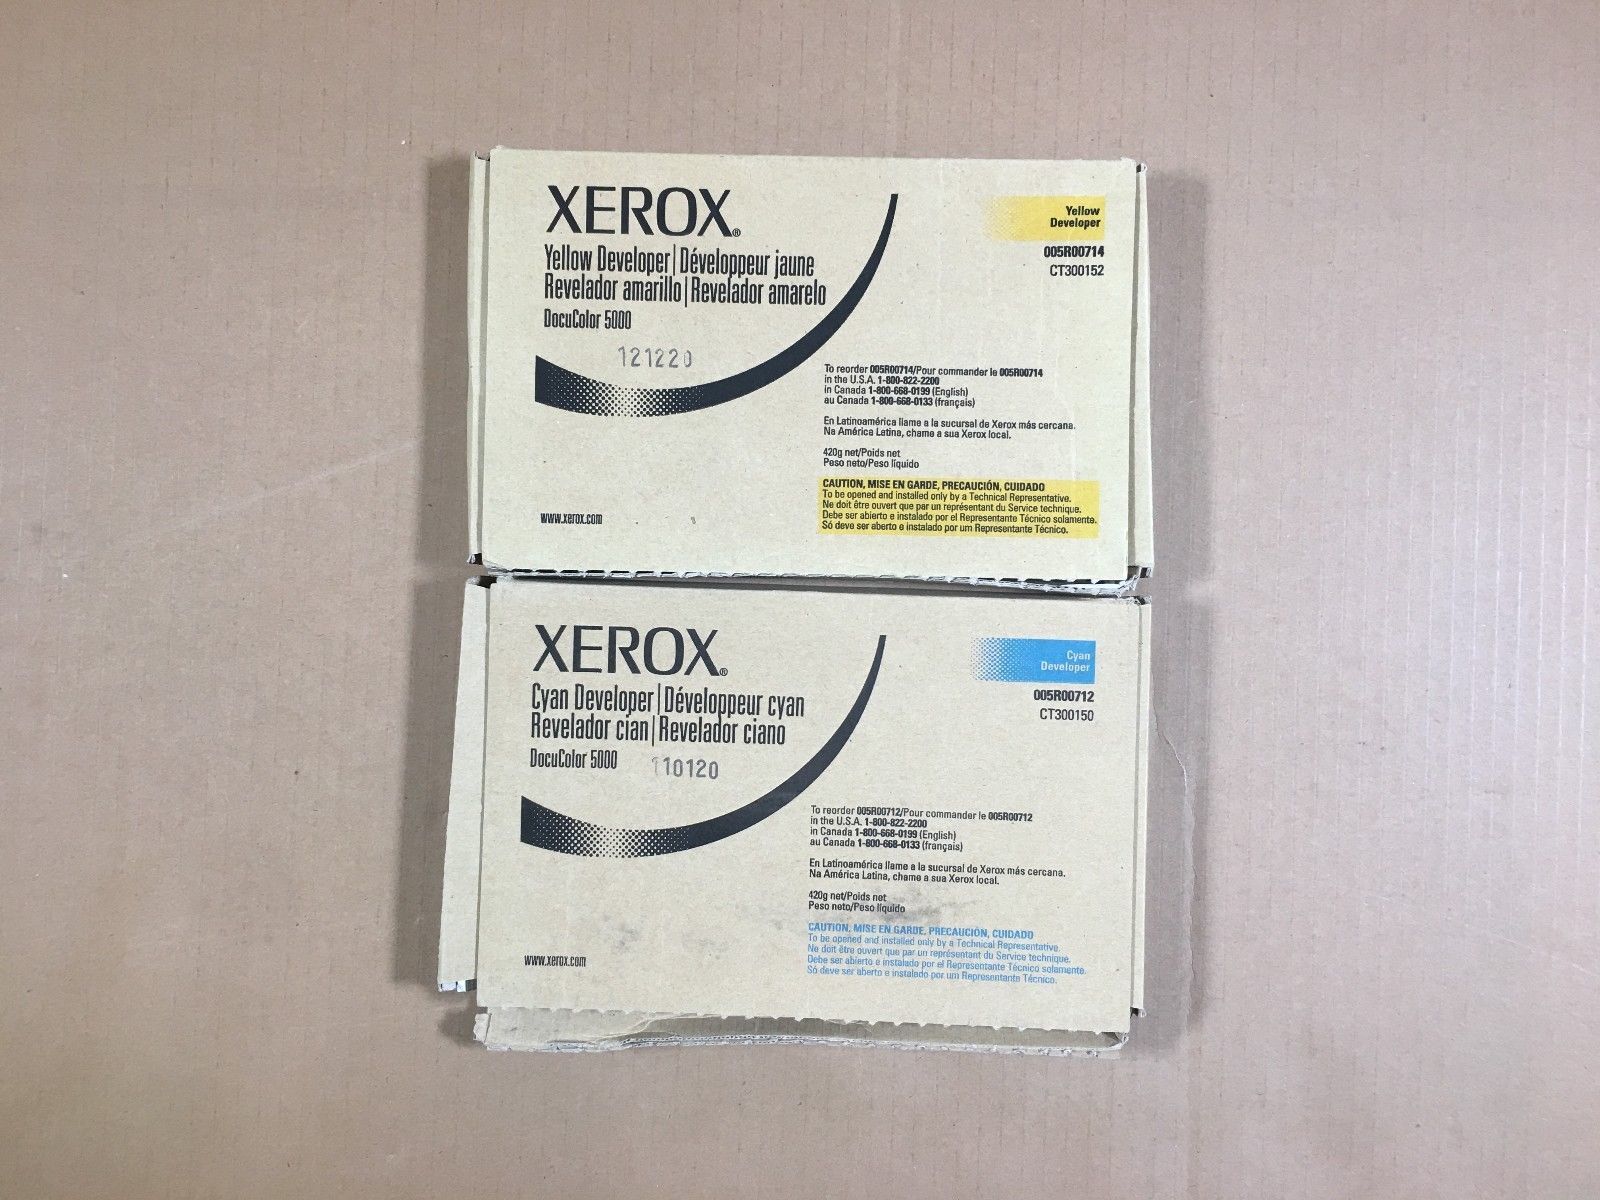 XEROX®
Yellow Developer | Développeur jaune
Revelador amarillo | Revelador amarelo
DocuColor 5000
121220
Yellow
Developer
005R00714
CT300152
To reorder 005R00714/Pour commander le 005R00714
in the U.S.A. 1-800-822-2200
in Canada 1-800-668-0199 (English)
au Canada 1-800-668-0133 (français)
En Latinoamérica llame a la sucursal de Xerox más cercana.
Na América Latina, chame a sua Xerox local.
420g net/Poids net
Peso neto/Peso líquido
CAUTION, MISE EN GARDE, PRECAUCIÓN, CUIDADO
To be opened and installed only by a Technical Representative.
Ne doit être ouvert que par un représentant du Service technique.
Debe ser abierto e instalado por el Representante Técnico solamente.
Só deve ser aberto e instalado por um Representante Técnico.
www.xerox.com
XEROX®
Cyan Developer | Développeur cyan
Revelador cian | Revelador ciano
DocuColor 5000
110120
Cyan
Developer
005R00712
CT300150
To reorder 005R00712/Pour commander le 005R00712
in the U.S.A. 1-800-822-2200
in Canada 1-800-668-0199 (English)
au Canada 1-800-668-0133 (français)
En Latinoamérica llame a la sucursal de Xerox más cercana.
Na América Latina, chame a sua Xerox local.
420g net/Poids net
Peso neto/Peso líquido
CAUTION, MISE EN GARDE, PRECAUCIÓN, CUIDADO
To be opened and installed only by a Technical Representative.
Ne doit être ouvert que par un représentant du Service technique.
Debe ser abierto e instalado por el Representante Técnico solamente.
Só deve ser aberto e instalado por um Representante Técnico.
www.xerox.com